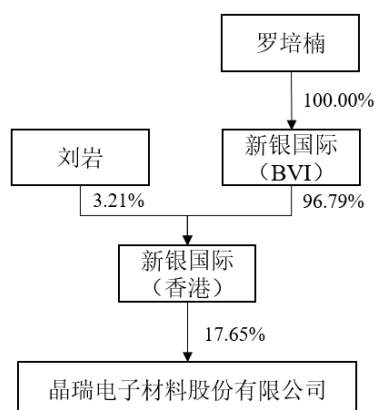 罗培楠
100.00%
刘岩
新银国际
（BVI）
3.21%
96.79%
新银国际
（香港）
17.65%
晶瑞电子材料股份有限公司